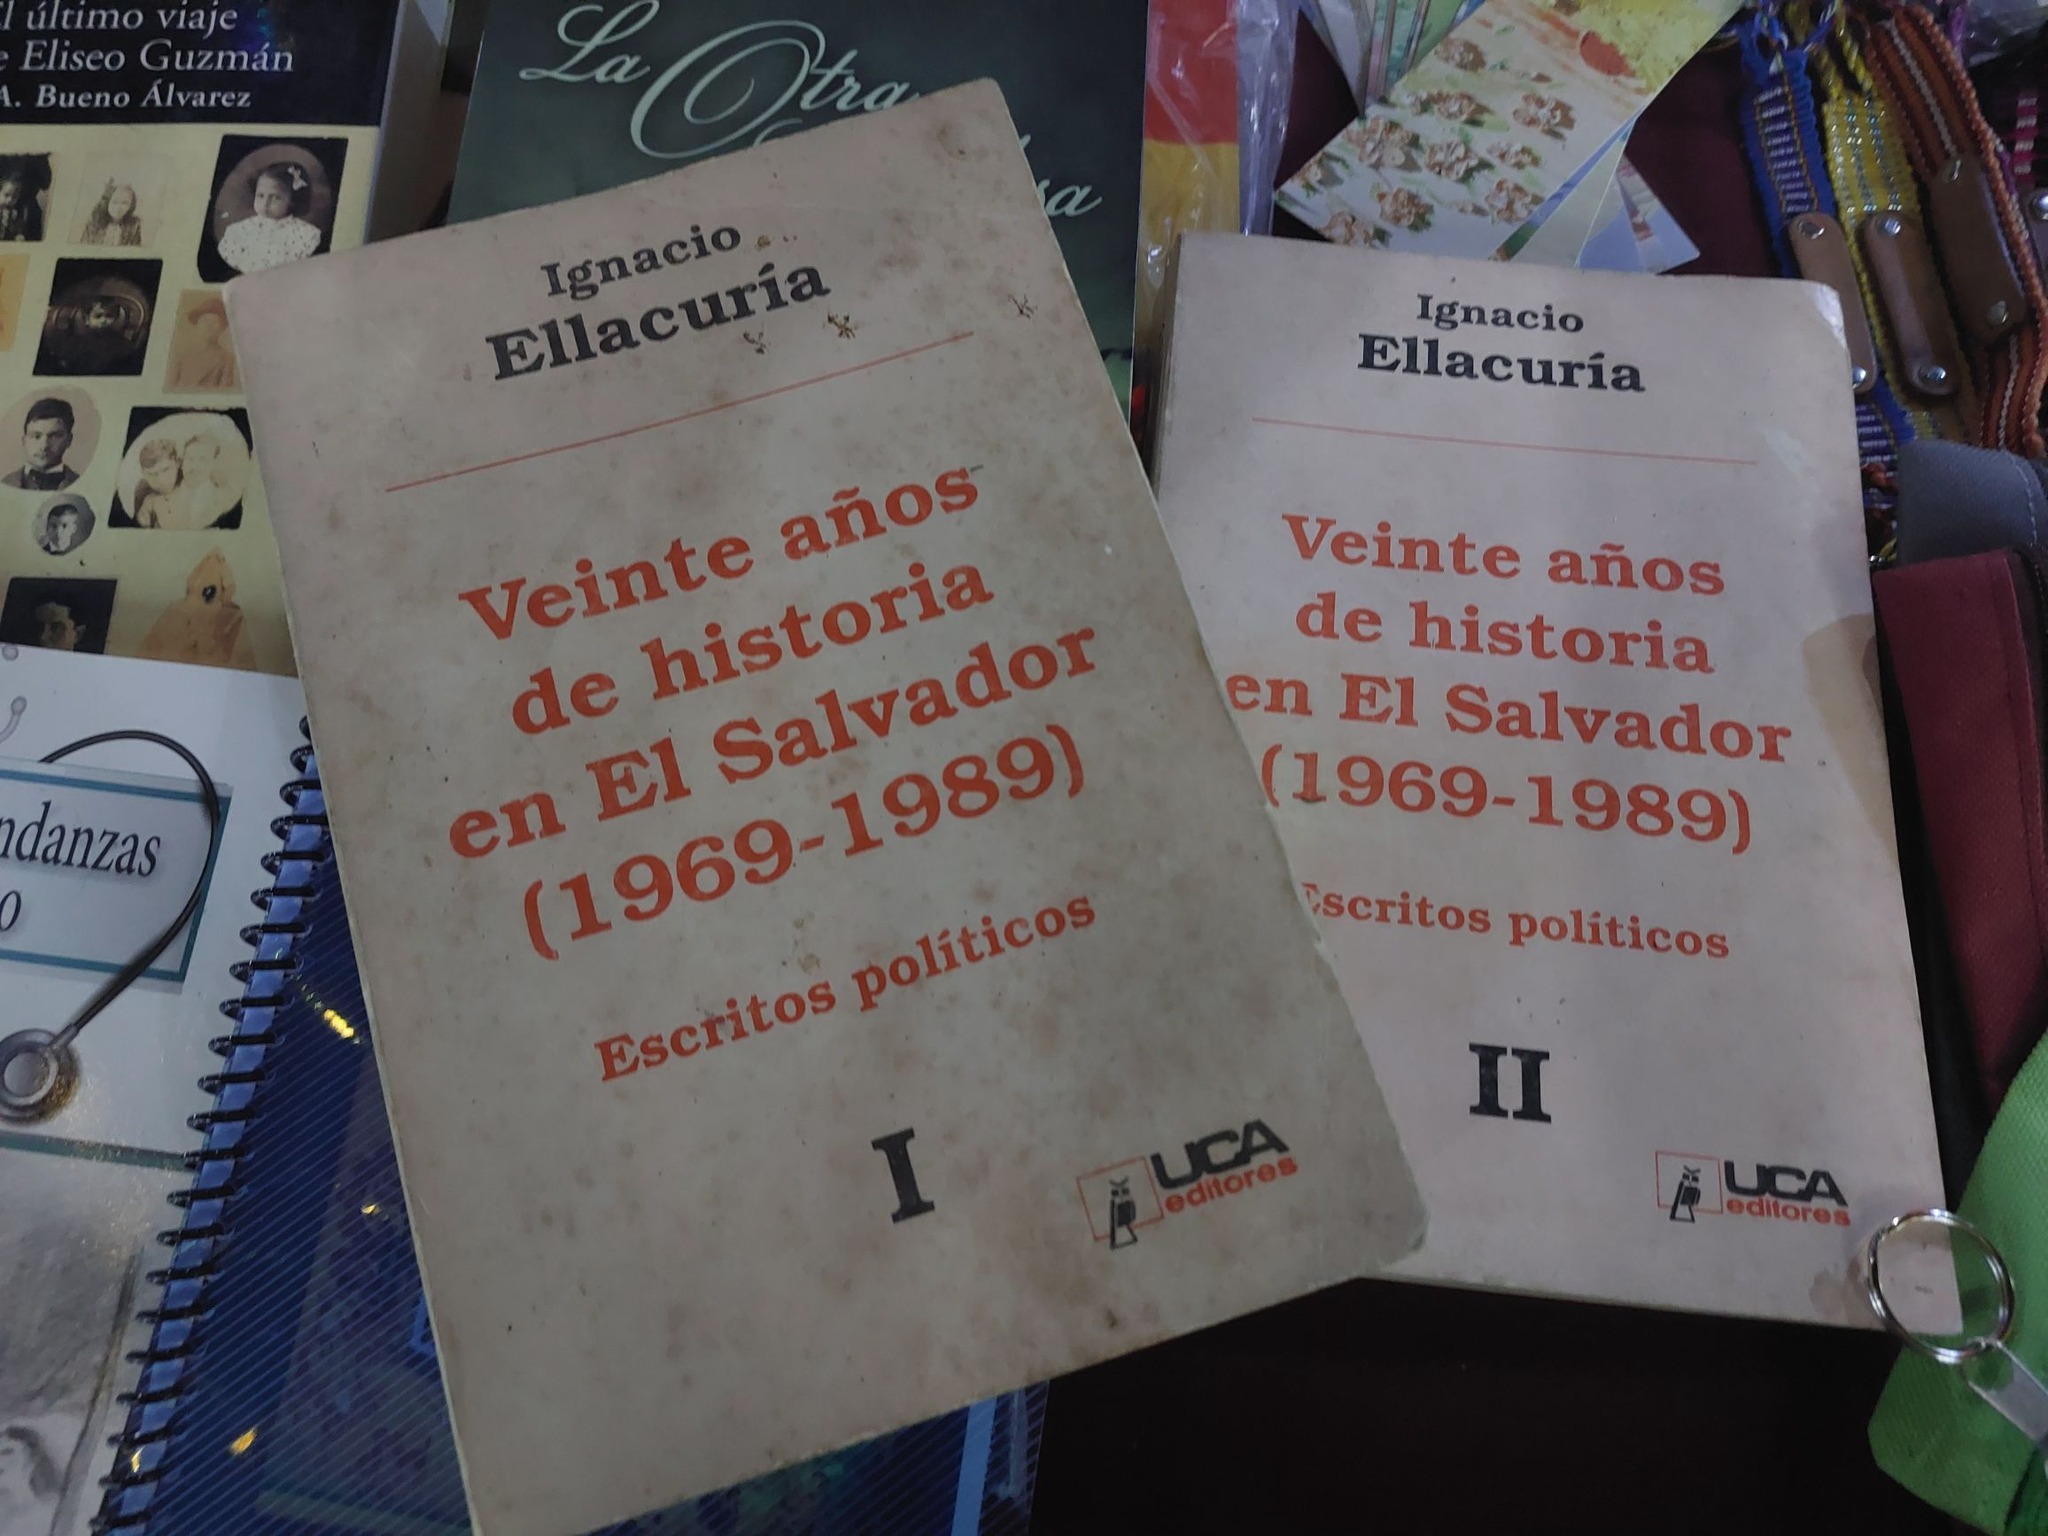 l último viaje
e Eliseo Guzmán
A. Bueno Álvarez
La Otra
sa
Ignacio
Ellacuría
Veinte años
de historia
en El Salvador
(1969-1989)
Escritos políticos
I
UCA
editores
Ignacio
Ellacuría
Veinte años
de historia
en El Salvador
(1969-1989)
Escritos políticos
II
UCA
editores
ndanzas
o